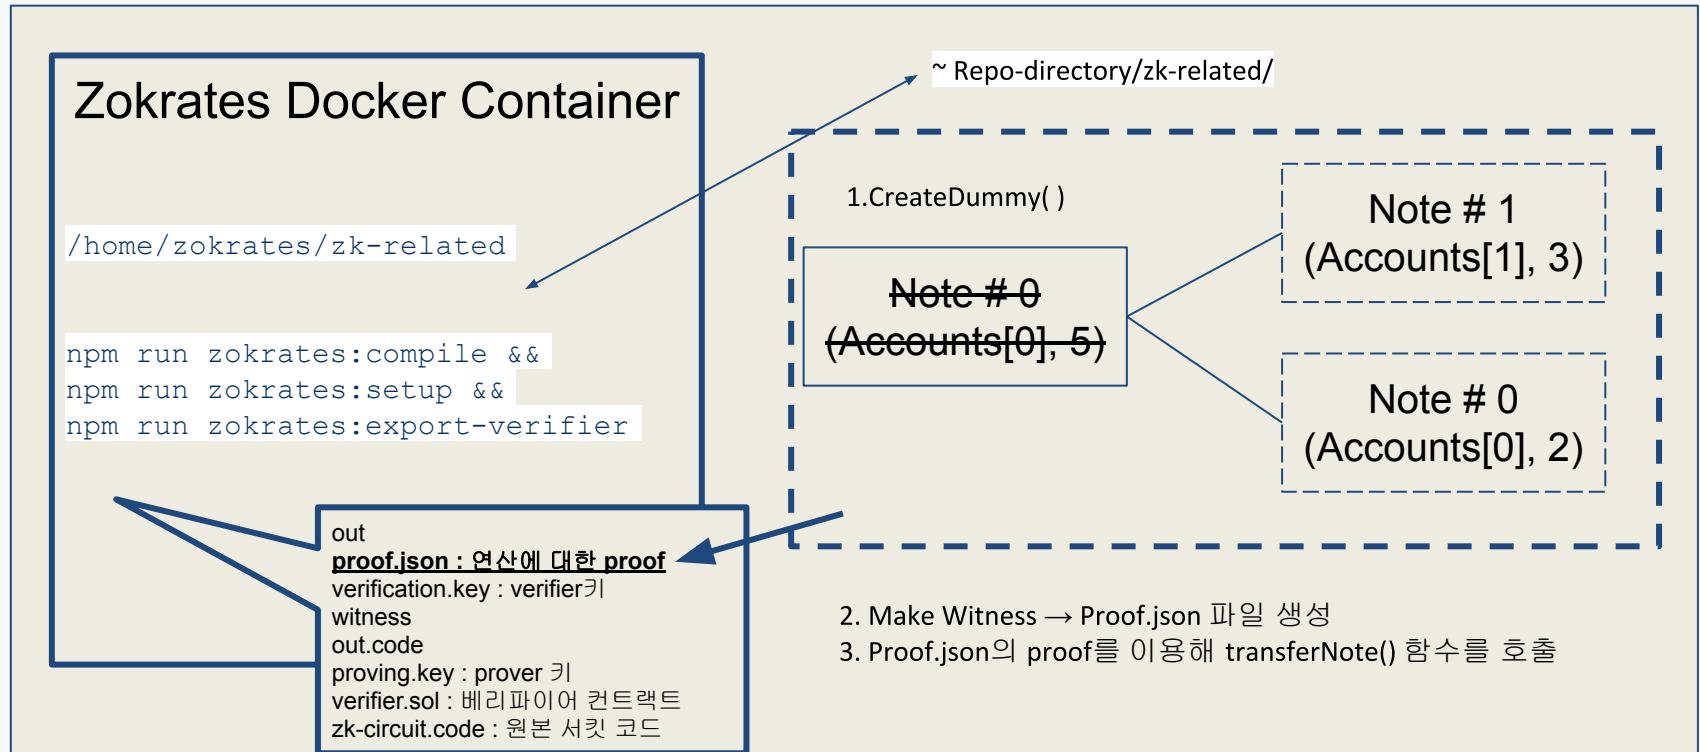 Zokrates Docker Container
/home/zokrates/zk-related
npm run zokrates:compile &&
npm run zokrates:setup &&
npm run zokrates:export-verifier
out
proof.json : 연산에 대한 proof
verification.key : verifier키
witness
out.code
proving.key : prover 키
verifier.sol : 베리파이어 컨트랙트
zk-circuit.code : 원본 서킷 코드
~ Repo-directory/zk-related/
1.CreateDummy( )
Note # 0
(Accounts[0], 5)
Note # 1
(Accounts[1], 3)
Note # 0
(Accounts[0], 2)
2. Make Witness → Proof.json 파일 생성
3. Proof.json의 proof를 이용해 transferNote() 함수를 호출